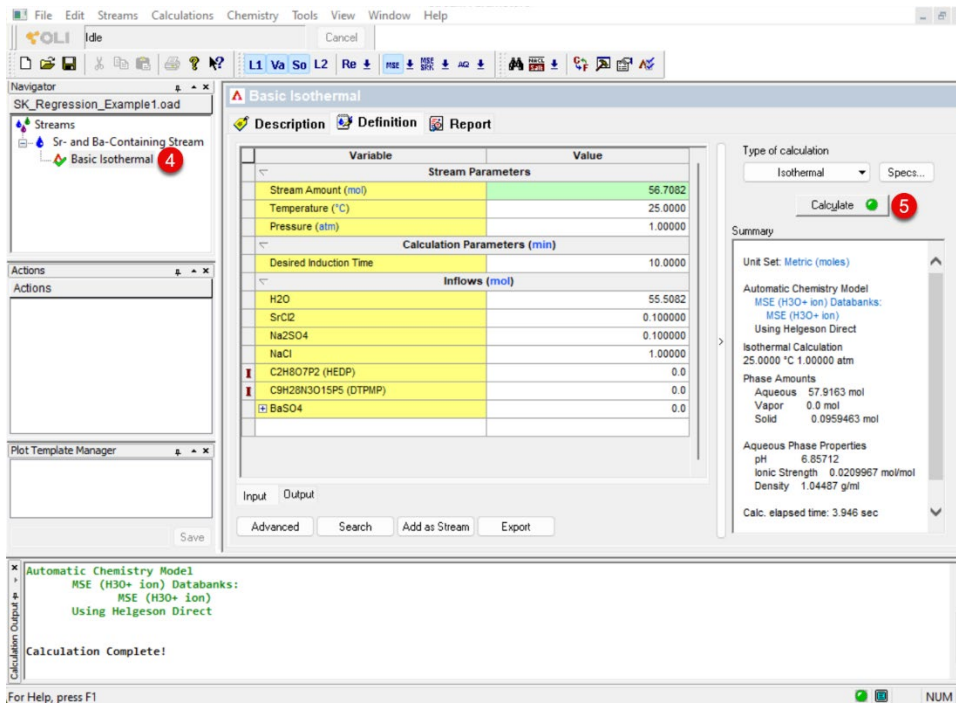 File Edit Streams Calculations Chemistry Tools View Window Help
OLI Idle Cancel
L1 Va So L2 Re MSE MSE SRK AQ
Navigator
SK_Regression_Example1.oad
Streams
Sr- and Ba-Containing Stream
Basic Isothermal 4
Actions
Actions
Plot Template Manager
Save
Basic Isothermal
Description Definition Report
Variable Value
Stream Parameters
Stream Amount (mol) 56.7082
Temperature (°C) 25.0000
Pressure (atm) 1.00000
Calculation Parameters (min)
Desired Induction Time 10.0000
Inflows (mol)
H2O 55.5082
SrCl2 0.100000
Na2SO4 0.100000
NaCl 1.00000
I C2H8O7P2 (HEDP) 0.0
I C9H28N3O15P5 (DTPMP) 0.0
BaSO4 0.0
Input Output
Advanced Search Add as Stream Export
Type of calculation
Isothermal Specs...
Calculate 5
Summary
Unit Set: Metric (moles)
Automatic Chemistry Model
MSE (H3O+ ion) Databanks:
MSE (H3O+ ion)
Using Helgeson Direct
Isothermal Calculation
25.0000 °C 1.00000 atm
Phase Amounts
Aqueous 57.9163 mol
Vapor 0.0 mol
Solid 0.0959463 mol
Aqueous Phase Properties
pH 6.85712
Ionic Strength 0.0209967 mol/mol
Density 1.04487 g/ml
Calc. elapsed time: 3.946 sec
Calculation Output
Automatic Chemistry Model
MSE (H3O+ ion) Databanks:
MSE (H3O+ ion)
Using Helgeson Direct
Calculation Complete!
For Help, press F1 NUM